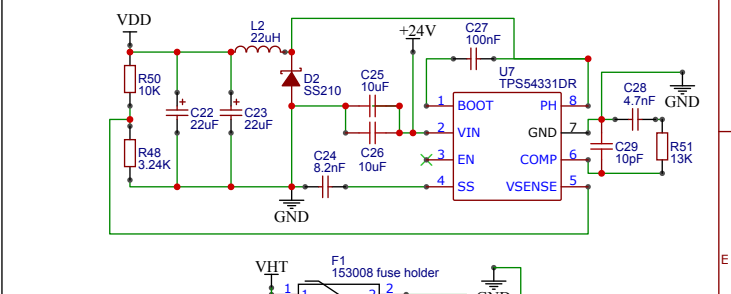 VDD
L2
22uH
+24V
C27
100nF
R50
10K
D2
SS210
C25
10uF
U7
TPS54331DR
C22
22uF
C23
22uF
1 BOOT PH 8
2 VIN GND 7
3 EN COMP 6
4 SS VSENSE 5
C28
4.7nF
GND
C29
10pF
R51
13K
R48
3.24K
C24
8.2nF
C26
10uF
GND
E
VHT
F1
153008 fuse holder
1 1 2 2
GND